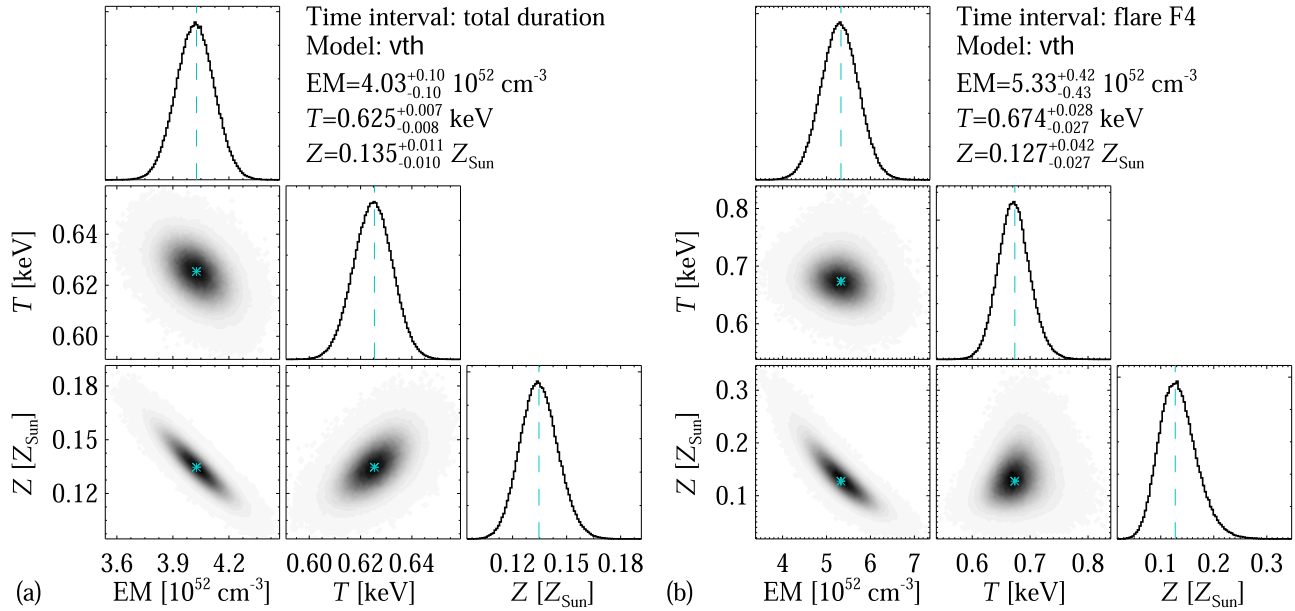 Time interval: total duration
Model: vth
EM=4.03+0.10-0.10 10^52 cm^-3
T=0.625+0.007-0.008 keV
Z=0.135+0.011-0.010 Z_Sun
T [keV]
0.64
0.62
0.60
Z [Z_Sun]
0.18
0.15
0.12
3.6 3.9 4.2
EM [10^52 cm^-3]
0.60 0.62 0.64
T [keV]
0.12 0.15 0.18
Z [Z_Sun]
(a)
Time interval: flare F4
Model: vth
EM=5.33+0.42-0.43 10^52 cm^-3
T=0.674+0.028-0.027 keV
Z=0.127+0.042-0.027 Z_Sun
T [keV]
0.8
0.7
0.6
Z [Z_Sun]
0.3
0.2
0.1
4 5 6 7
EM [10^52 cm^-3]
0.6 0.7 0.8
T [keV]
0.1 0.2 0.3
Z [Z_Sun]
(b)